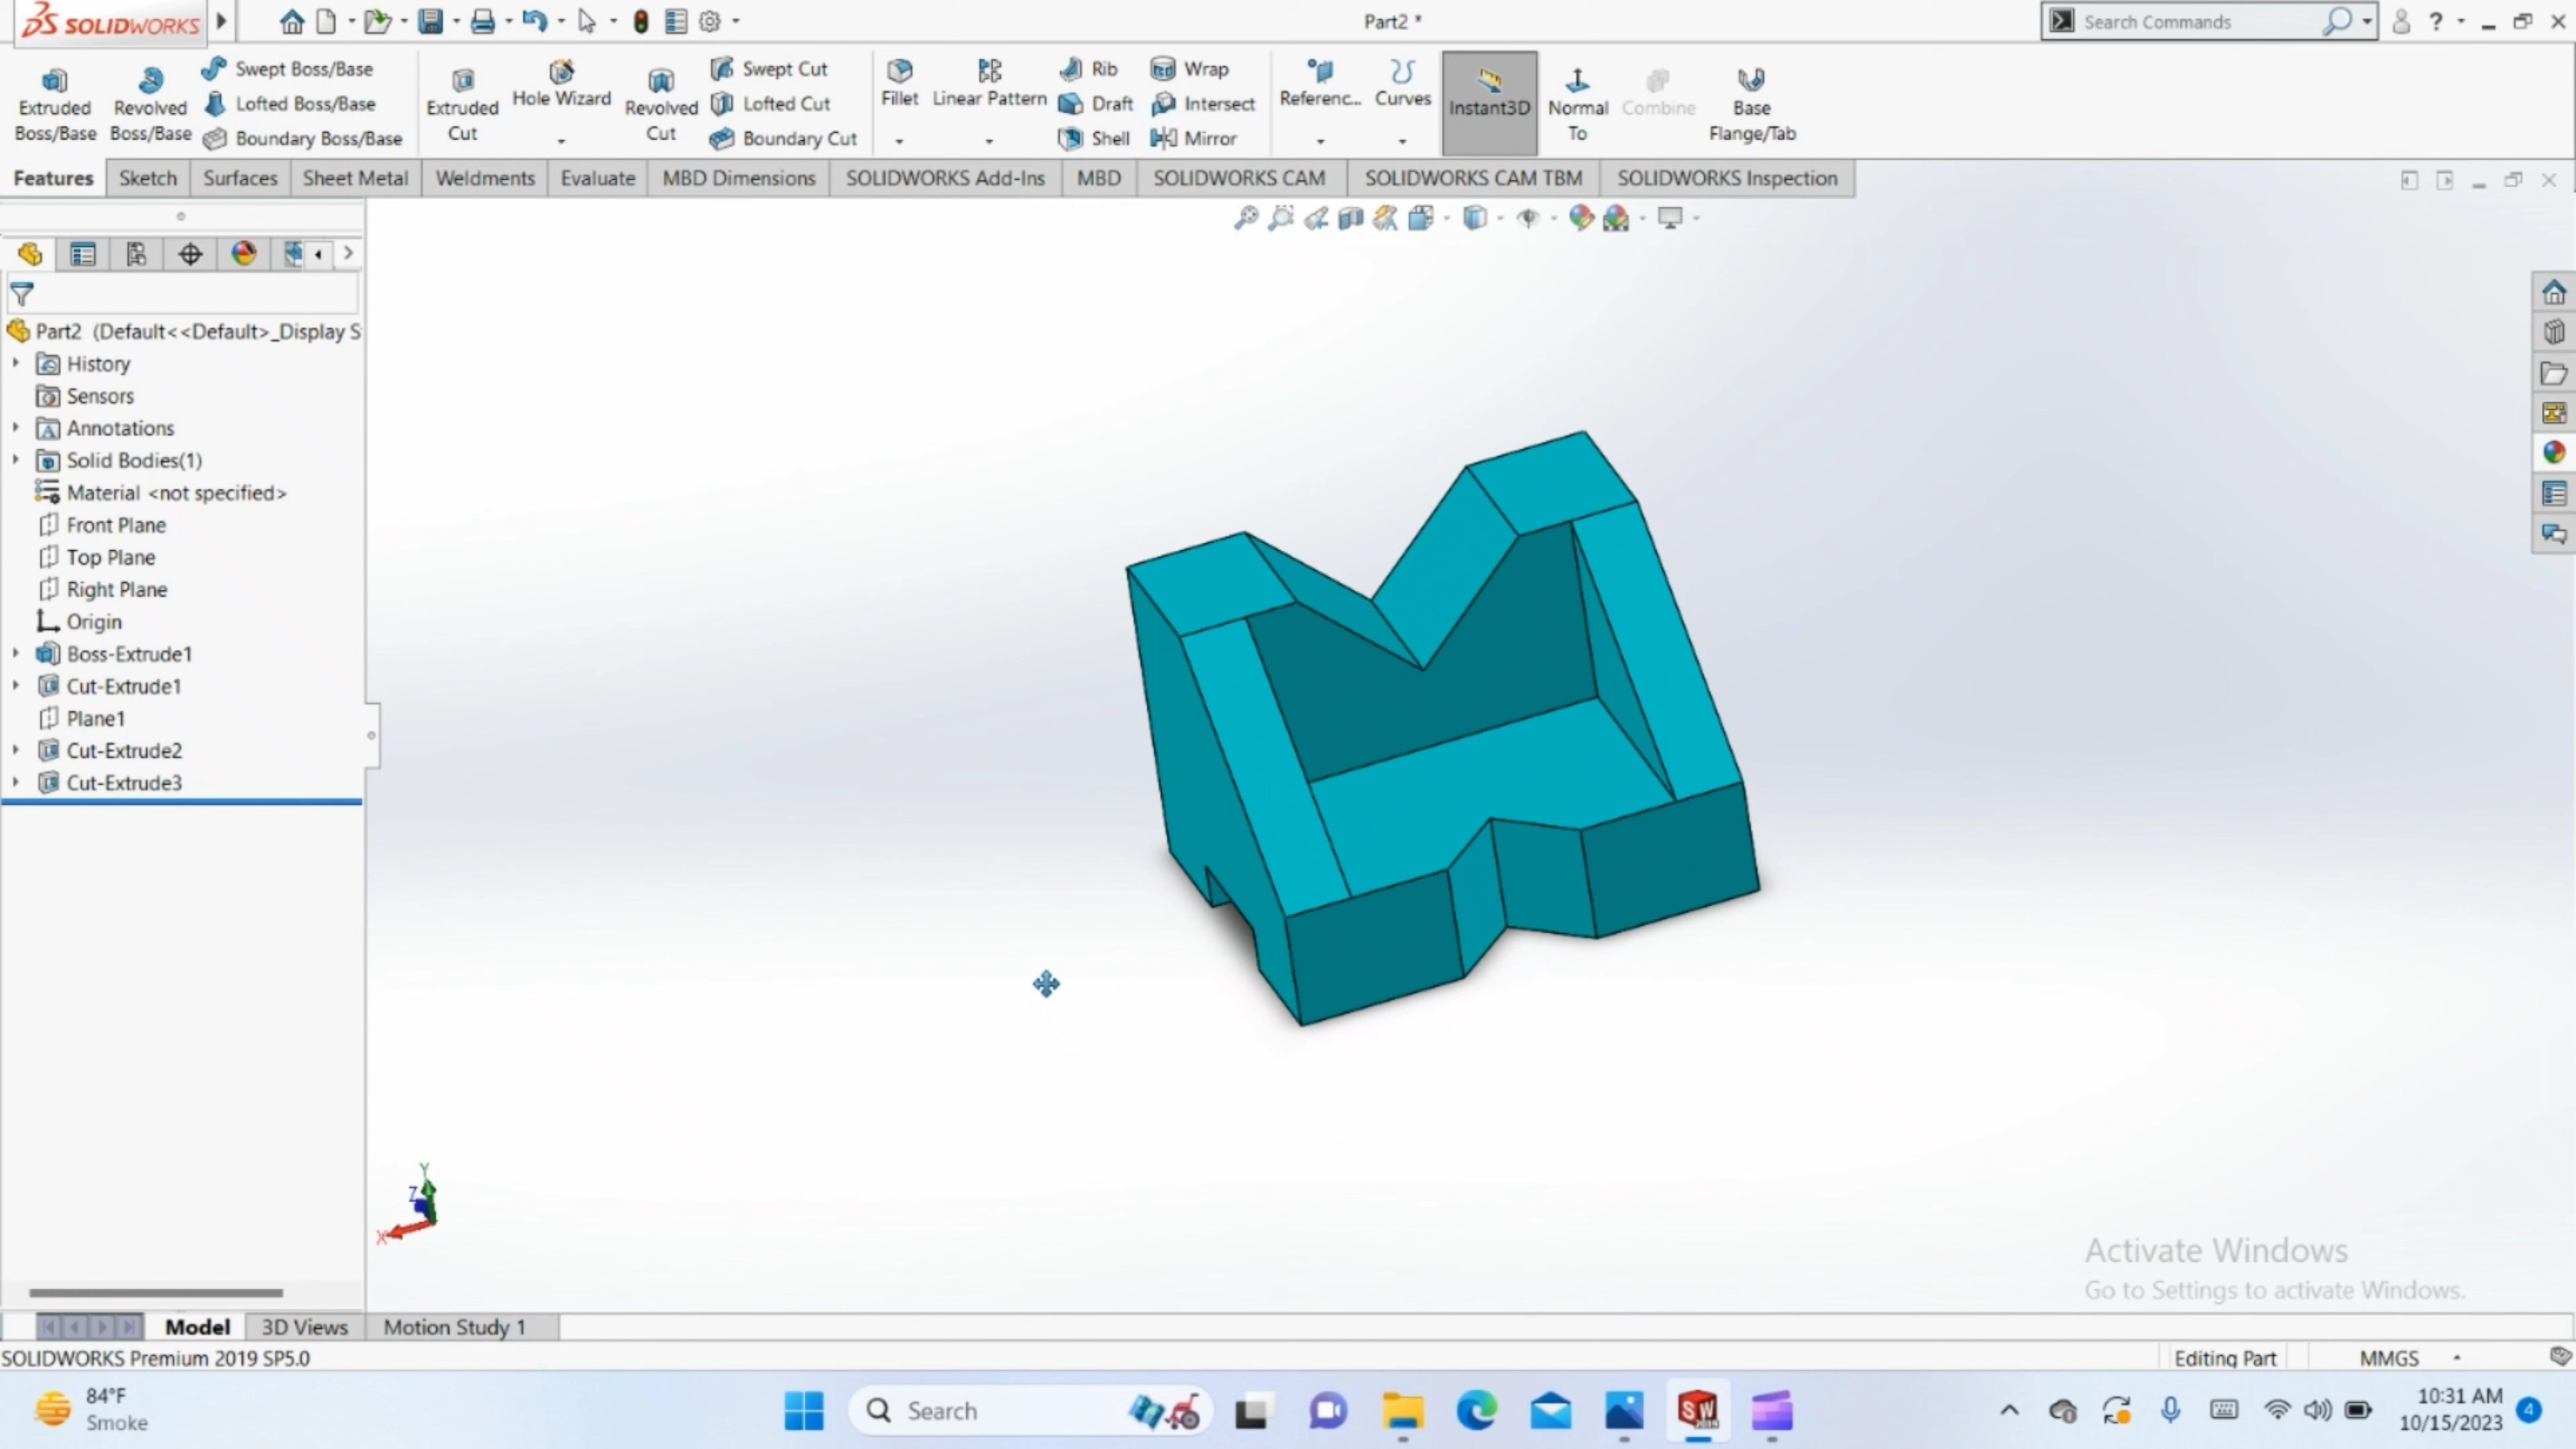 SOLIDWORKS
Part2 *
Search Commands
?
Extruded Boss/Base
Revolved Boss/Base
Swept Boss/Base
Lofted Boss/Base
Boundary Boss/Base
Extruded Cut
Hole Wizard
Revolved Cut
Swept Cut
Lofted Cut
Boundary Cut
Fillet
Linear Pattern
Rib
Draft
Shell
Wrap
Intersect
Mirror
Referenc...
Curves
Instant3D
Normal To
Combine
Base Flange/Tab
Features
Sketch
Surfaces
Sheet Metal
Weldments
Evaluate
MBD Dimensions
SOLIDWORKS Add-Ins
MBD
SOLIDWORKS CAM
SOLIDWORKS CAM TBM
SOLIDWORKS Inspection
Part2 (Default<<Default>_Display S
History
Sensors
Annotations
Solid Bodies(1)
Material <not specified>
Front Plane
Top Plane
Right Plane
Origin
Boss-Extrude1
Cut-Extrude1
Plane1
Cut-Extrude2
Cut-Extrude3
Y
Z
X
Activate Windows
Go to Settings to activate Windows.
Model
3D Views
Motion Study 1
SOLIDWORKS Premium 2019 SP5.0
Editing Part
MMGS
84°F
Smoke
Search
SW
2019
10:31 AM
10/15/2023
4